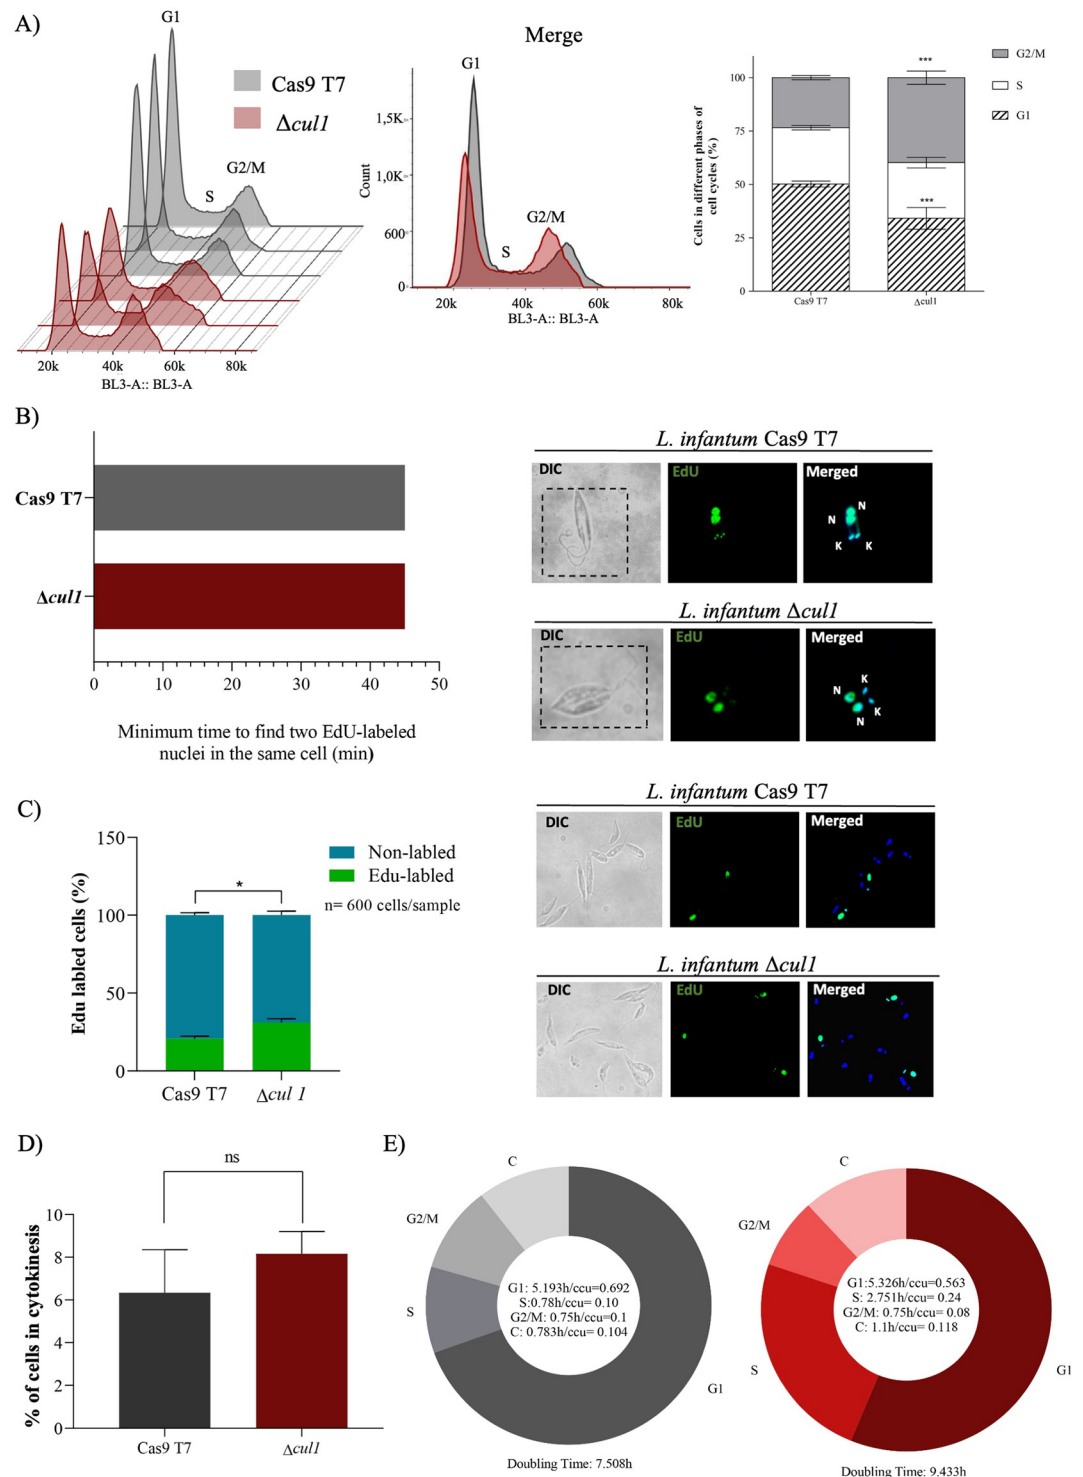 A)
G1
Cas9 T7
Δcul1
G2/M
S
20k 40k 60k 80k
BL3-A:: BL3-A
Merge
G1
1,5K
1,0K
600
0
Count
G2/M
S
20k 40k 60k 80k
BL3-A:: BL3-A
Cells in different phases of
cell cycles (%)
100
75
50
25
0
***
***
Cas9 T7 Δcul1
G2/M
S
G1
B)
Cas9 T7
Δcul1
0 10 20 30 40 50
Minimum time to find two EdU-labeled
nuclei in the same cell (min)
L. infantum Cas9 T7
DIC EdU Merged
N
N
K K
L. infantum Δcul1
DIC EdU Merged
K
N
K
N
C)
Edu labled cells (%)
150
100
50
0
*
Cas9 T7 Δcul 1
Non-labled
Edu-labled
n= 600 cells/sample
L. infantum Cas9 T7
DIC EdU Merged
L. infantum Δcul1
DIC EdU Merged
D)
ns
% of cells in cytokinesis
10
8
6
4
2
0
Cas9 T7 Δcul1
E)
C
G2/M
S
G1
G1: 5.193h/ccu=0.692
S:0.78h/ccu= 0.10
G2/M: 0.75h/ccu=0.1
C: 0.783h/ccu= 0.104
Doubling Time: 7.508h
C
G2/M
S
G1
G1:5.326h/ccu=0.563
S: 2.751h/ccu= 0.24
G2/M: 0.75h/ccu= 0.08
C: 1.1h/ccu= 0.118
Doubling Time: 9.433h